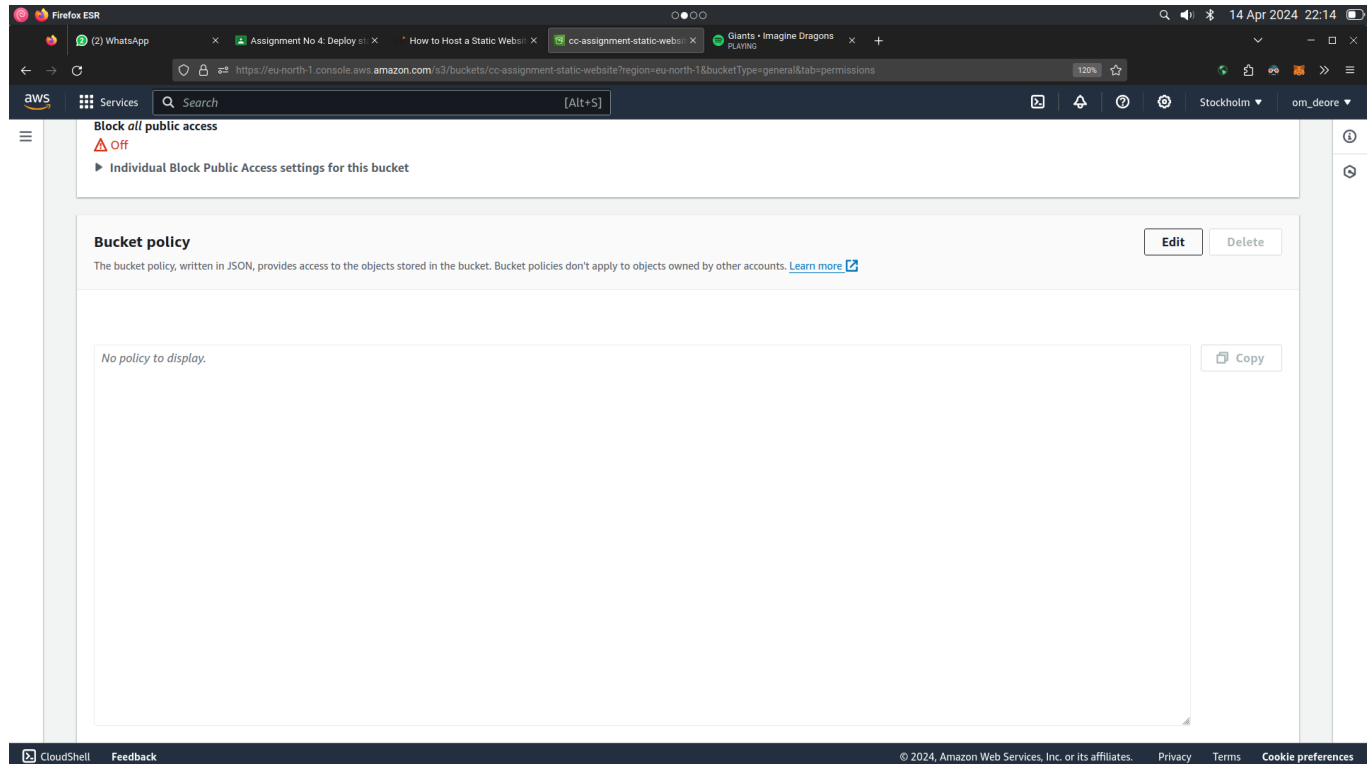 Firefox ESR
14 Apr 2024 22:14
2 (2) WhatsApp
Assignment No 4: Deploy st
How to Host a Static Websit
cc-assignment-static-websi
Giants • Imagine Dragons
PLAYING
https://eu-north-1.console.aws.amazon.com/s3/buckets/cc-assignment-static-website?region=eu-north-1&bucketType=general&tab=permissions
120%
aws
Services
Search
[Alt+S]
Stockholm
om_deore
Block all public access
Off
Individual Block Public Access settings for this bucket
Bucket policy
Edit
Delete
The bucket policy, written in JSON, provides access to the objects stored in the bucket. Bucket policies don't apply to objects owned by other accounts. Learn more
No policy to display.
Copy
CloudShell
Feedback
© 2024, Amazon Web Services, Inc. or its affiliates.
Privacy
Terms
Cookie preferences